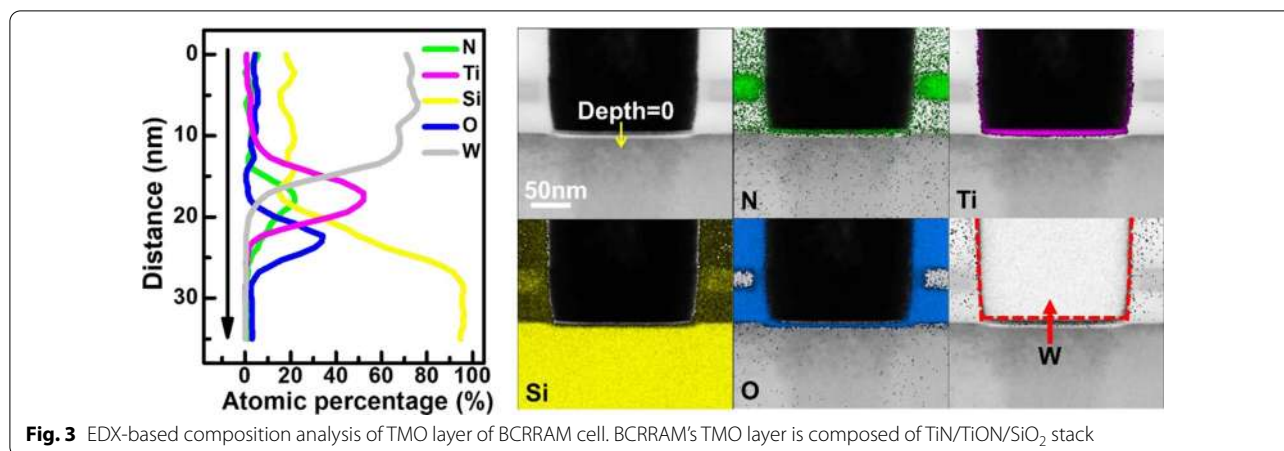 0
10
20
30
Distance (nm)
N
Ti
Si
O
W
0 20 40 60 80 100
Atomic percentage (%)
Depth=0
50nm
N
Ti
Si
O
W
Fig. 3 EDX-based composition analysis of TMO layer of BCRRAM cell. BCRRAM's TMO layer is composed of TiN/TiON/SiO₂ stack